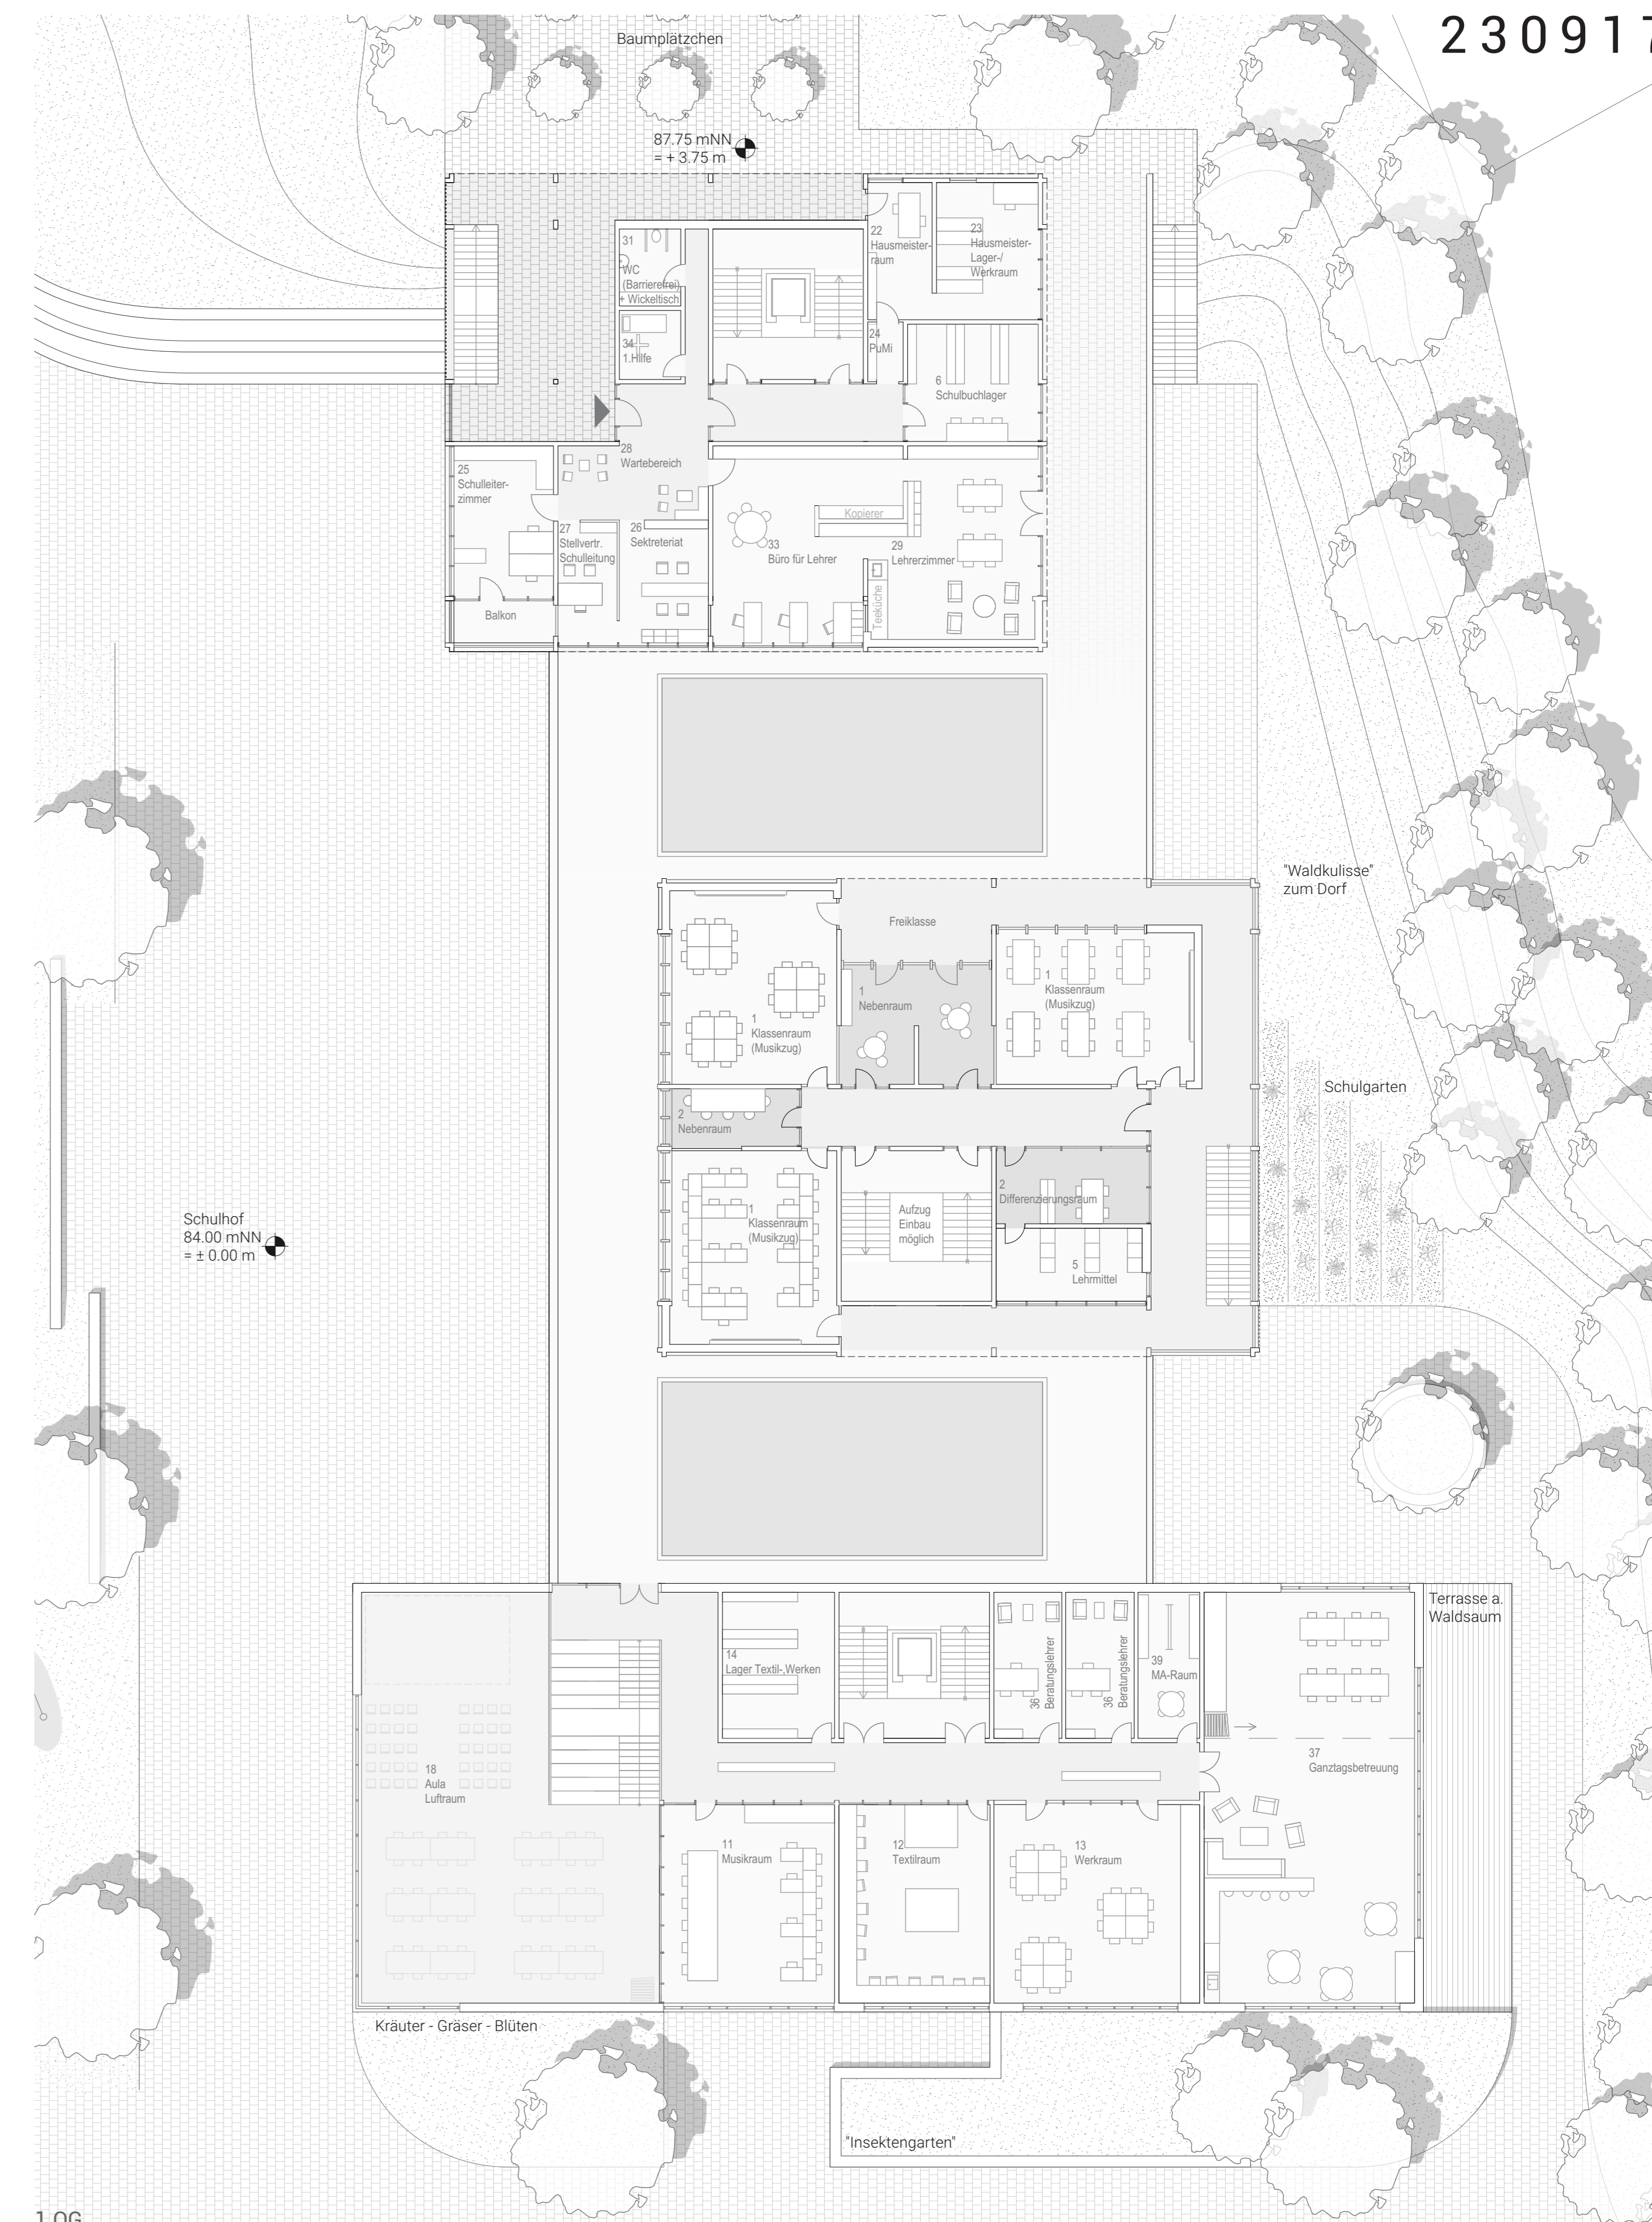 230917
Baumplätzchen
87.75 mNN
= + 3.75 m
31
WC
(Barrierefrei)
+ Wickeltisch
34
1.Hilfe
22
Hausmeister-
raum
23
Hausmeister-
Lager-/
Werkraum
24
PuMi
6
Schulbuchlager
28
Wartebereich
25
Schulleiter-
zimmer
27
Stellvertr.
Schulleitung
26
Sektreteriat
33
Büro für Lehrer
Kopierer
29
Lehrerzimmer
Teeküche
Balkon
"Waldkulisse"
zum Dorf
Freiklasse
1
Klassenraum
(Musikzug)
1
Nebenraum
1
Klassenraum
(Musikzug)
Schulgarten
2
Nebenraum
2
Differenzierungsraum
1
Klassenraum
(Musikzug)
Aufzug
Einbau
möglich
5
Lehrmittel
Schulhof
84.00 mNN
= ± 0.00 m
Terrasse a.
Waldsaum
14
Lager Textil-,Werken
36
Beratungslehrer
36
Beratungslehrer
39
MA-Raum
37
Ganztagsbetreuung
18
Aula
Luftraum
11
Musikraum
12
Textilraum
13
Werkraum
Kräuter - Gräser - Blüten
"Insektengarten"
1.OG